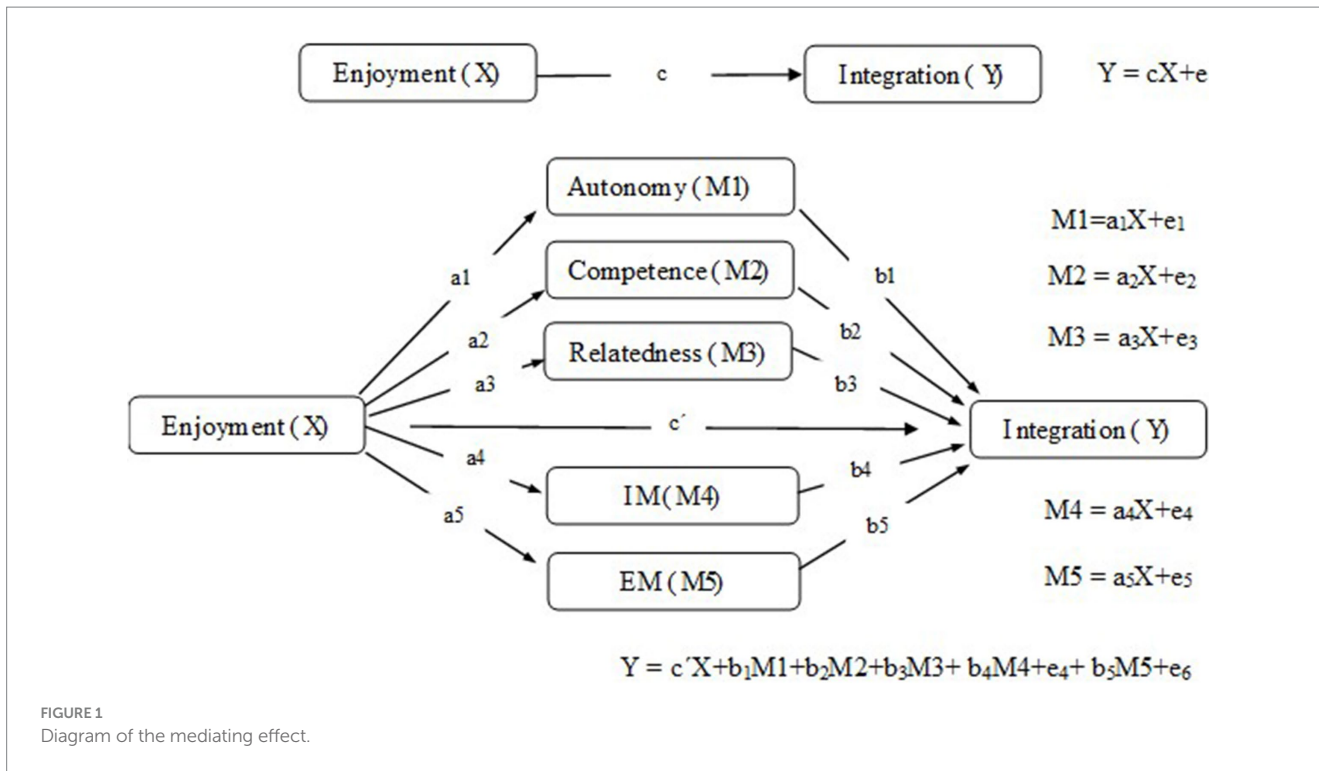 Enjoyment (X)
c
Integration (Y)
Y = cX+e
Autonomy (M1)
M1=a₁X+e₁
Competence (M2)
a1
b1
M2 = a₂X+e₂
a2
b2
Relatedness (M3)
M3 = a₃X+e₃
a3
b3
Enjoyment (X)
c´
Integration (Y)
a4
b4
IM(M4)
M4 = a₄X+e₄
a5
b5
EM (M5)
M5 = a₅X+e₅
Y = c´X+b₁M1+b₂M2+b₃M3+ b₄M4+e₄+ b₅M5+e₆
FIGURE 1
Diagram of the mediating effect.